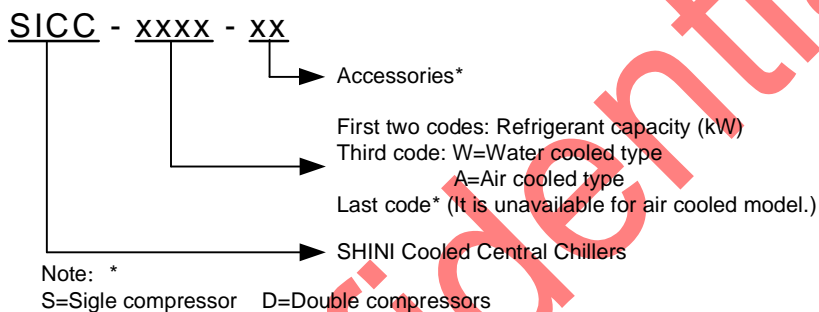 SICC - xxxx - xx
Accessories*
First two codes: Refrigerant capacity (kW)
Third code: W=Water cooled type
A=Air cooled type
Last code* (It is unavailable for air cooled model.)
SHINI Cooled Central Chillers
Note: *
S=Sigle compressor D=Double compressors